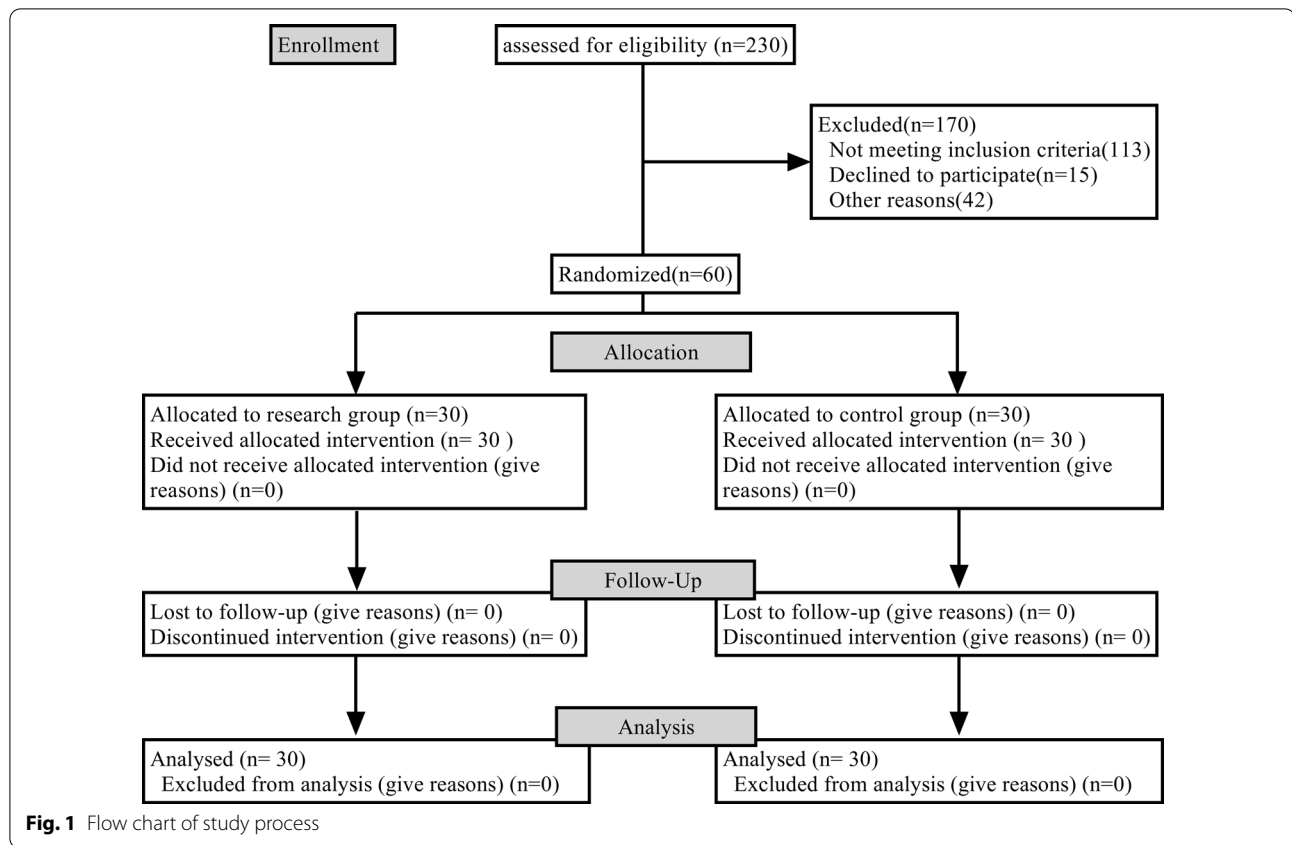 Enrollment
assessed for eligibility (n=230)
Excluded(n=170)
Not meeting inclusion criteria(113)
Declined to participate(n=15)
Other reasons(42)
Randomized(n=60)
Allocation
Allocated to research group (n=30)
Received allocated intervention (n= 30 )
Did not receive allocated intervention (give
reasons) (n=0)
Allocated to control group (n=30)
Received allocated intervention (n= 30 )
Did not receive allocated intervention (give
reasons) (n=0)
Follow-Up
Lost to follow-up (give reasons) (n= 0)
Discontinued intervention (give reasons) (n= 0)
Lost to follow-up (give reasons) (n= 0)
Discontinued intervention (give reasons) (n= 0)
Analysis
Analysed (n= 30)
Excluded from analysis (give reasons) (n=0)
Analysed (n= 30)
Excluded from analysis (give reasons) (n=0)
Fig. 1 Flow chart of study process